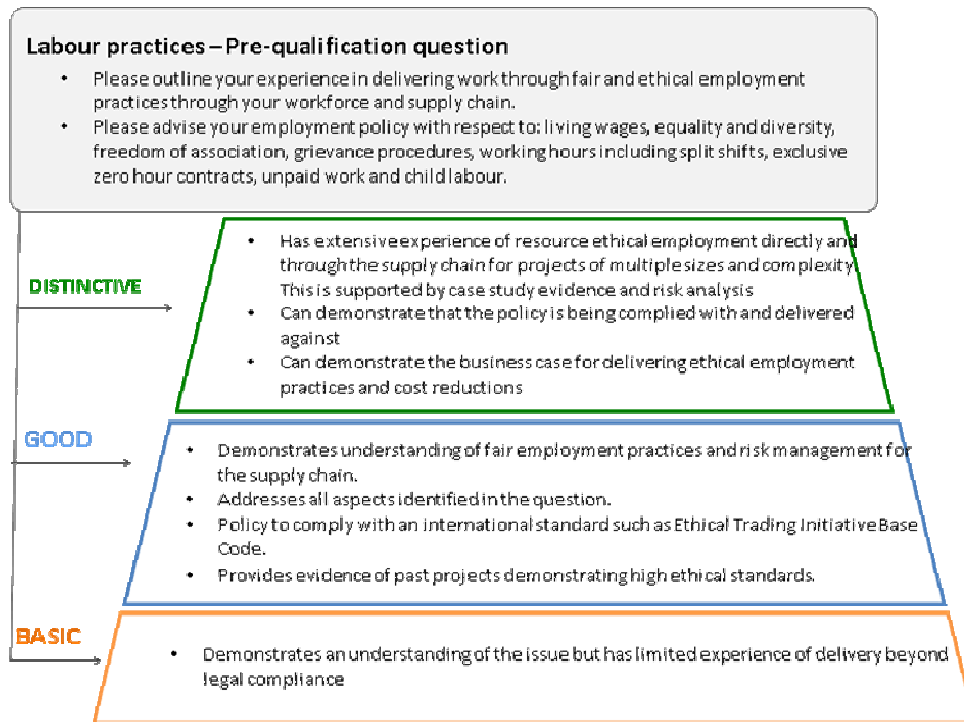 Labour practices – Pre-qualification question
• Please outline your experience in delivering work through fair and ethical employment
practices through your workforce and supply chain.
• Please advise your employment policy with respect to: living wages, equality and diversity,
freedom of association, grievance procedures, working hours including split shifts, exclusive
zero hour contracts, unpaid work and child labour.
DISTINCTIVE
• Has extensive experience of resource ethical employment directly and
through the supply chain for projects of multiple sizes and complexity
This is supported by case study evidence and risk analysis
• Can demonstrate that the policy is being complied with and delivered
against
• Can demonstrate the business case for delivering ethical employment
practices and cost reductions
GOOD
• Demonstrates understanding of fair employment practices and risk management for
the supply chain.
• Addresses all aspects identified in the question.
• Policy to comply with an international standard such as Ethical Trading Initiative Base
Code.
• Provides evidence of past projects demonstrating high ethical standards.
BASIC
• Demonstrates an understanding of the issue but has limited experience of delivery beyond
legal compliance